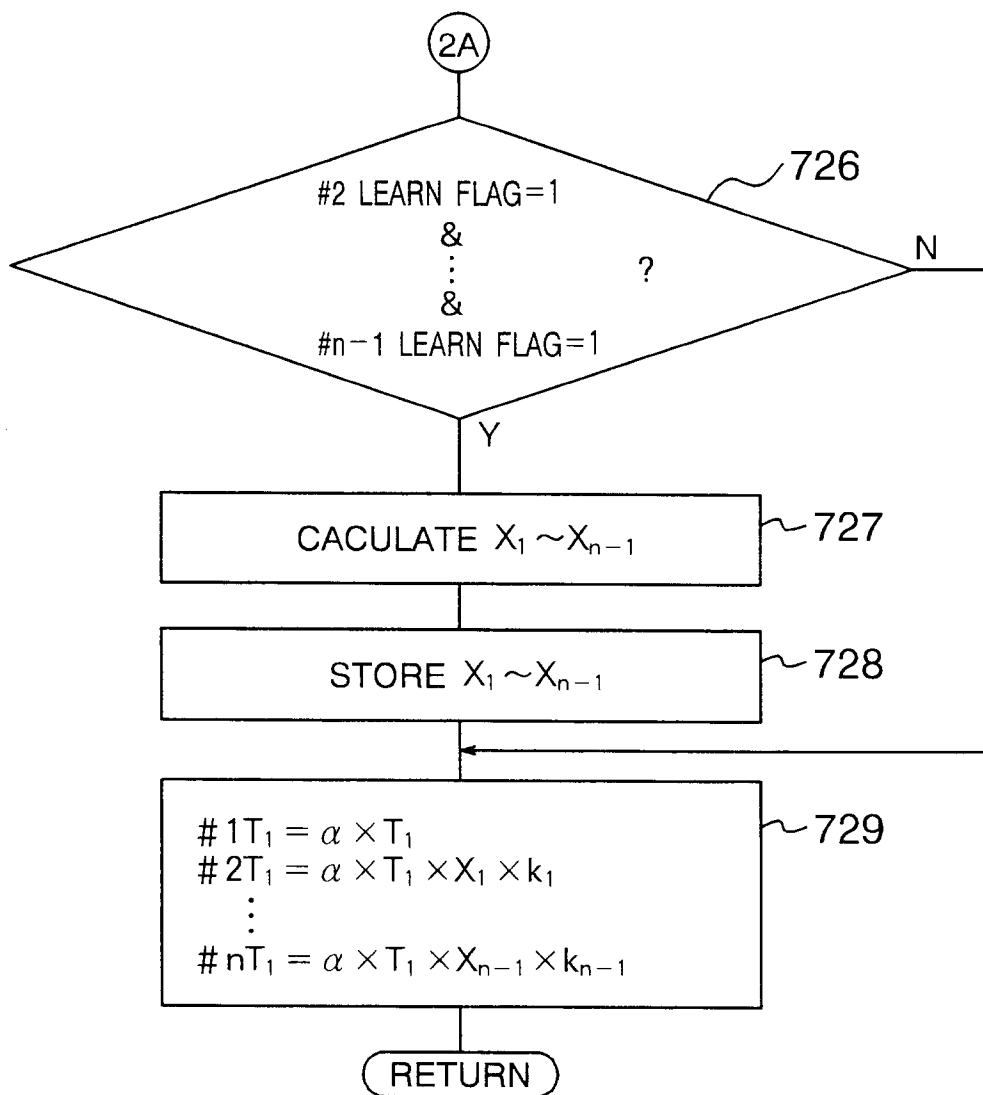 2A
726
#2 LEARN FLAG=1
&
⋮
?
&
#n-1 LEARN FLAG=1
N
Y
CACULATE X₁~Xₙ₋₁
727
STORE X₁~Xₙ₋₁
728
#1T₁ = α × T₁
#2T₁ = α × T₁ × X₁ × k₁
⋮
#nT₁ = α × T₁ × Xₙ₋₁ × kₙ₋₁
729
RETURN